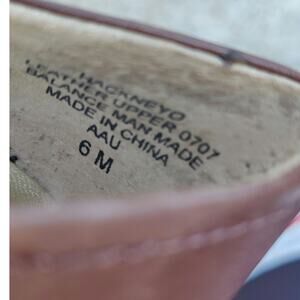 HACKNEYO
LEATHER UPPER 0707
BALANCE MAN MADE
MADE IN CHINA
AAU
6 M